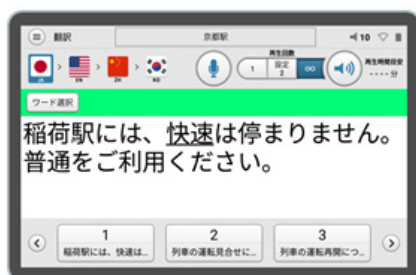 翻訳
京都駅
10
JA
EN
ZH
KO
再生回数
1
設定
2
∞
再生時間目安
----分
ワード選択
稲荷駅には、快速は停まりません。
普通をご利用ください。
1
稲荷駅には、快速は...
2
列車の運転見合せに...
3
列車の運転再開につ...